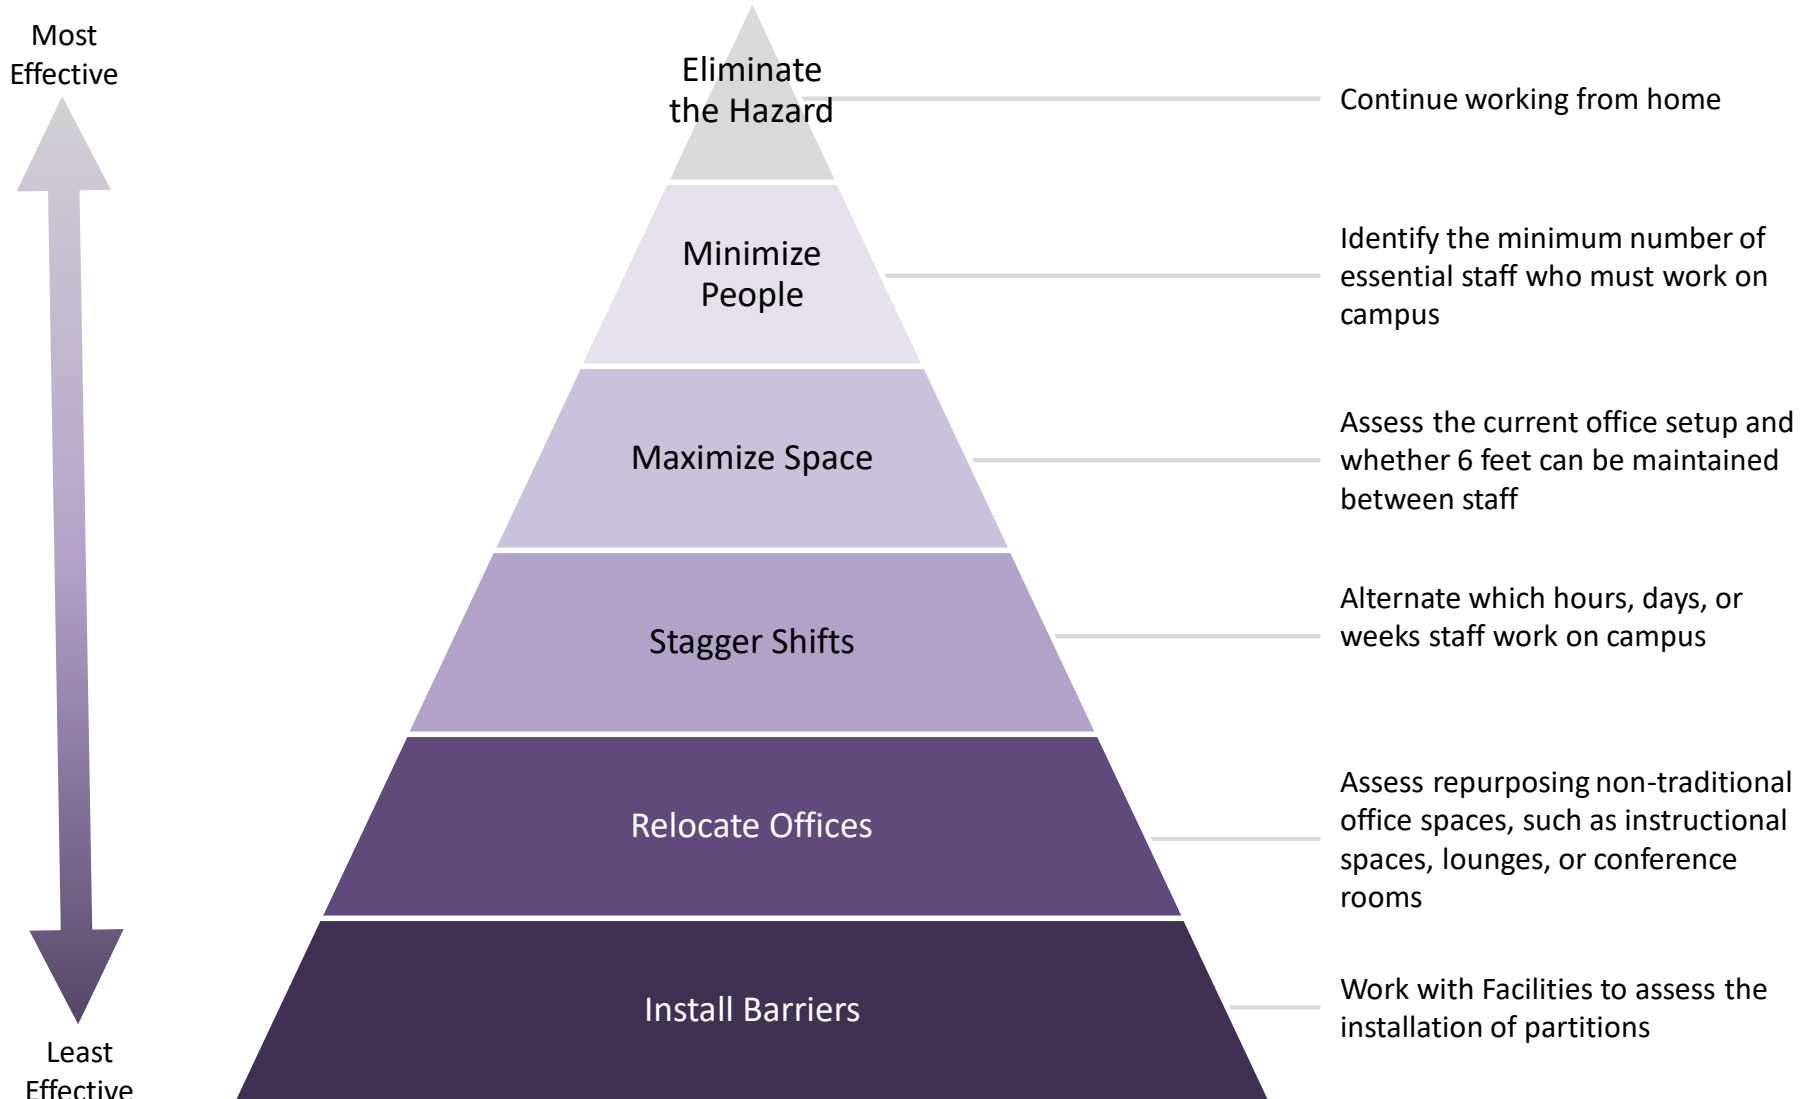 Most
Effective
Eliminate
the Hazard
Continue working from home
Minimize
People
Identify the minimum number of
essential staff who must work on
campus
Maximize Space
Assess the current office setup and
whether 6 feet can be maintained
between staff
Stagger Shifts
Alternate which hours, days, or
weeks staff work on campus
Relocate Offices
Assess repurposing non-traditional
office spaces, such as instructional
spaces, lounges, or conference
rooms
Install Barriers
Work with Facilities to assess the
installation of partitions
Least
Effective